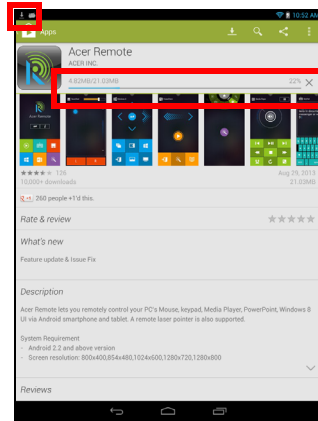 10:52 AM
Apps
Acer Remote
ACER INC.
4.82MB/21.03MB 22%
Acer Remote
126 Aug 29, 2013
10,000+ downloads
21.03MB
+1 260 people +1'd this.
Rate & review
What's new
Feature update & Issue Fix
Description
Acer Remote lets you remotely control your PC's Mouse, keypad, Media Player, PowerPoint, Windows 8
UI via Android smartphone and tablet. A remote laser pointer is also supported.
System Requirement
- Android 2.2 and above version
- Screen resolution: 800x400,854x480,1024x600,1280x720,1280x800
Reviews